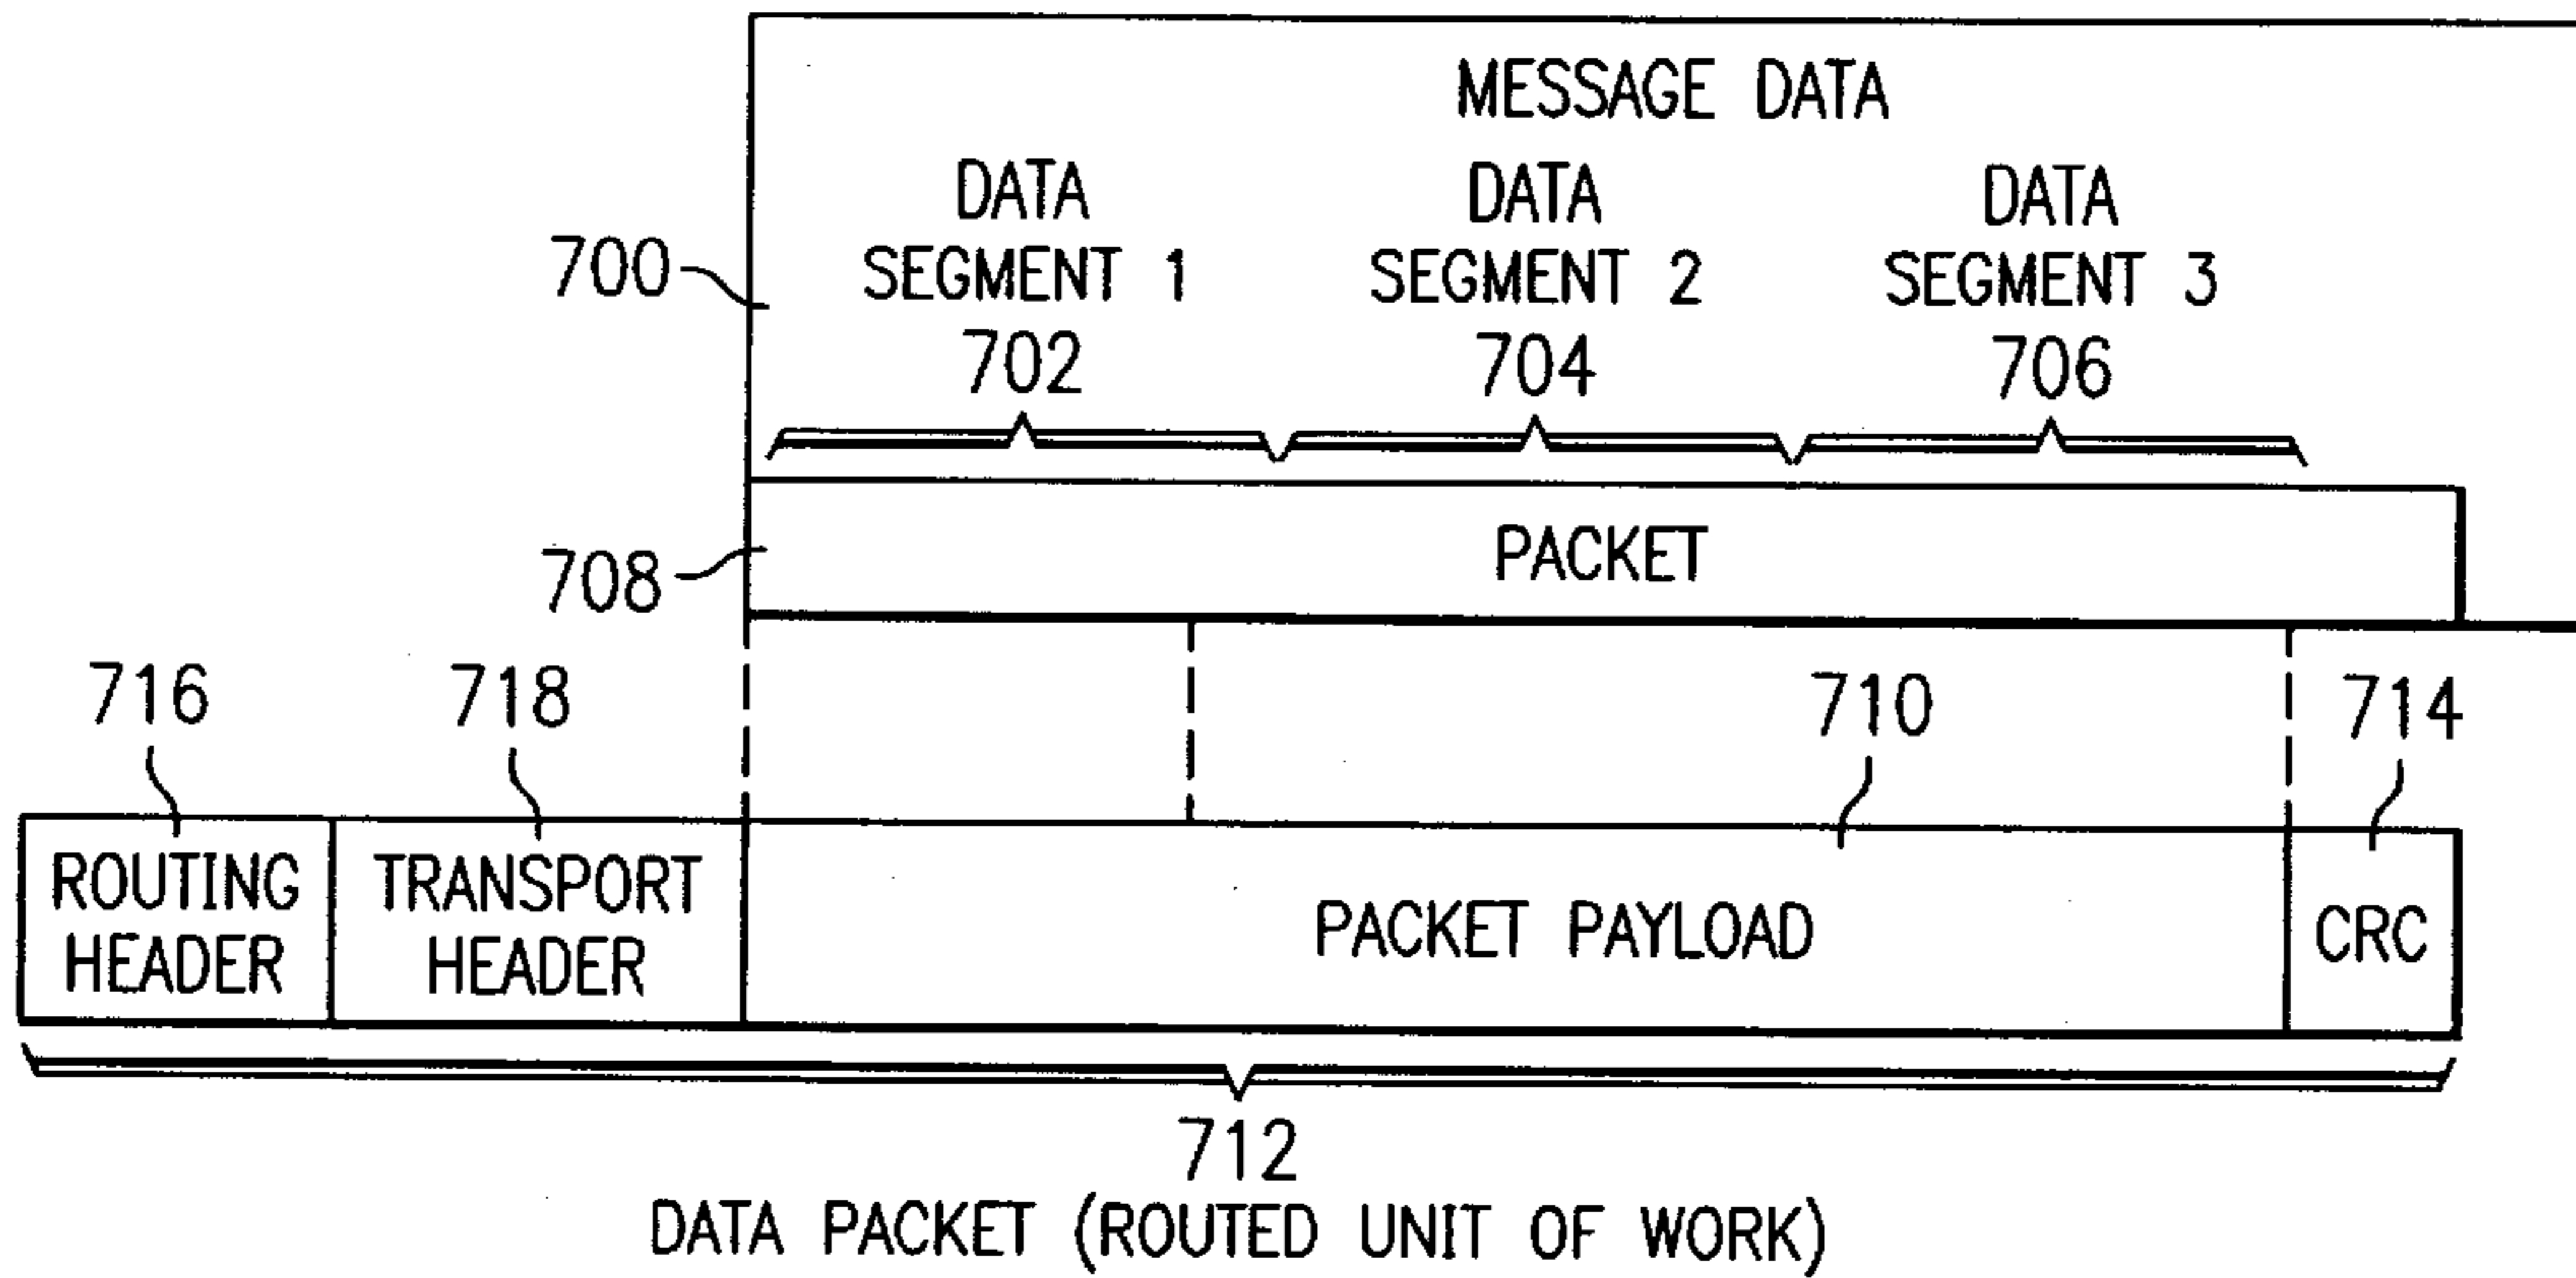 MESSAGE DATA
DATA SEGMENT 1
702
DATA SEGMENT 2
704
DATA SEGMENT 3
706
700
708
PACKET
716
718
710
714
ROUTING HEADER
TRANSPORT HEADER
PACKET PAYLOAD
CRC
712
DATA PACKET (ROUTED UNIT OF WORK)